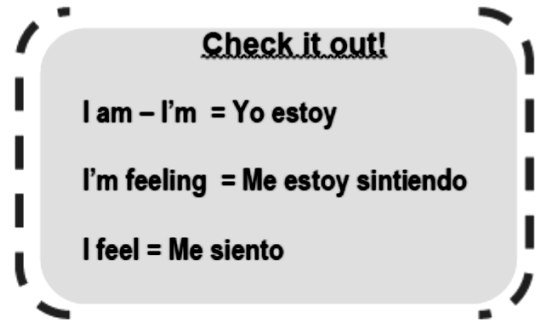 Check it out!
I am – I'm = Yo estoy
I'm feeling = Me estoy sintiendo
I feel = Me siento